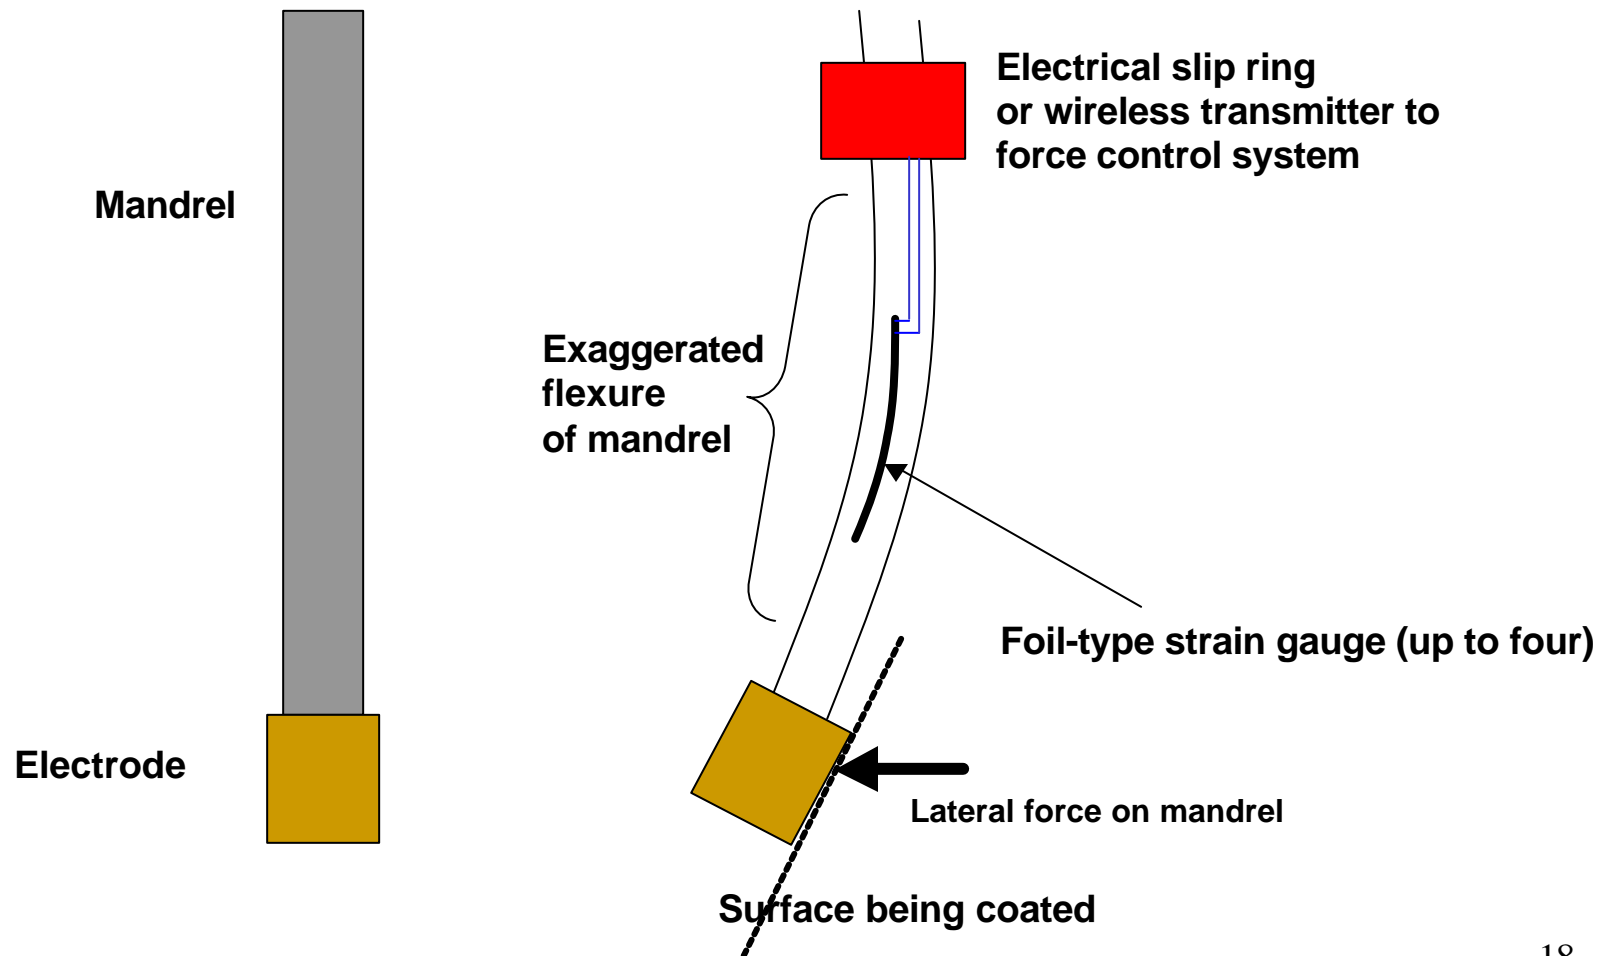 Electrical slip ring
or wireless transmitter to
force control system
Mandrel
Exaggerated
flexure
of mandrel
Foil-type strain gauge (up to four)
Electrode
Lateral force on mandrel
Surface being coated
18